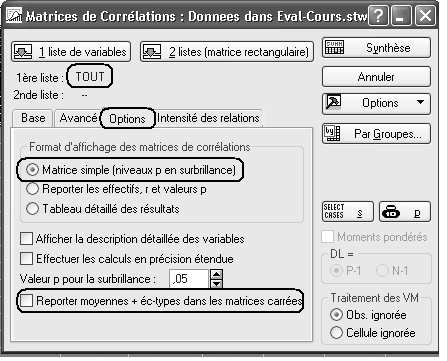 Matrices de Corrélations : Donnees dans Eval-Cours.stw
1 liste de variables
2 listes (matrice rectangulaire)
1ère liste : TOUT
2nde liste : --
Base
Avancé
Options
Intensité des relations
Format d'affichage des matrices de corrélations
Matrice simple (niveaux p en surbrillance)
Reporter les effectifs, r et valeurs p
Tableau détaillé des résultats
Afficher la description détaillée des variables
Effectuer les calculs en précision étendue
Valeur p pour la surbrillance : ,05
Reporter moyennes + éc-types dans les matrices carrées
SUMM
Synthèse
Annuler
Options
by
Par Groupes...
SELECT
CASES
S
D
Moments pondérés
DL =
P-1
N-1
Traitement des VM
Obs. ignorée
Cellule ignorée